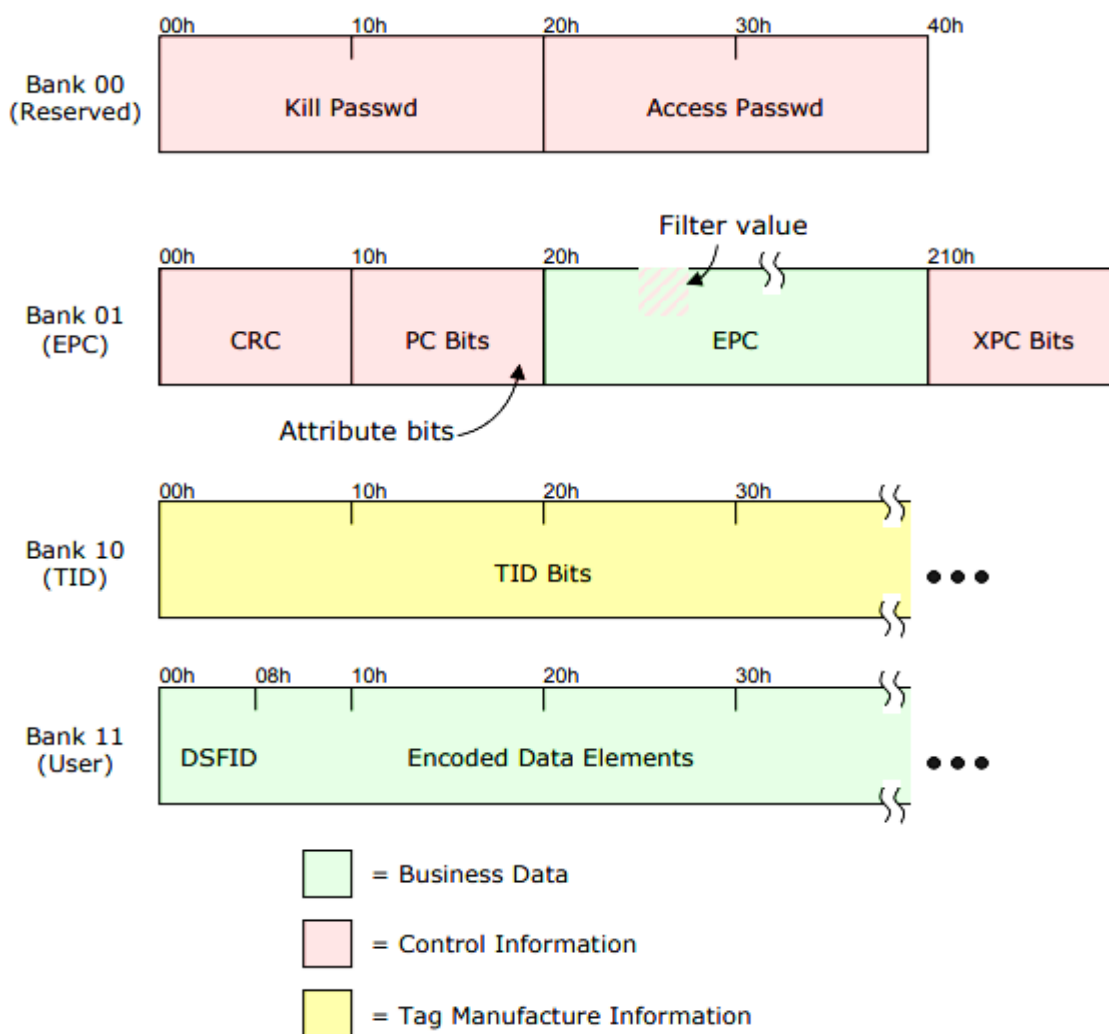 00h 10h 20h 30h 40h
Bank 00
(Reserved)
Kill Passwd Access Passwd
Filter value
00h 10h 20h 210h
Bank 01
(EPC)
CRC PC Bits EPC XPC Bits
Attribute bits
00h 10h 20h 30h
Bank 10
(TID)
TID Bits
00h 08h 10h 20h 30h
Bank 11
(User)
DSFID Encoded Data Elements
= Business Data
= Control Information
= Tag Manufacture Information